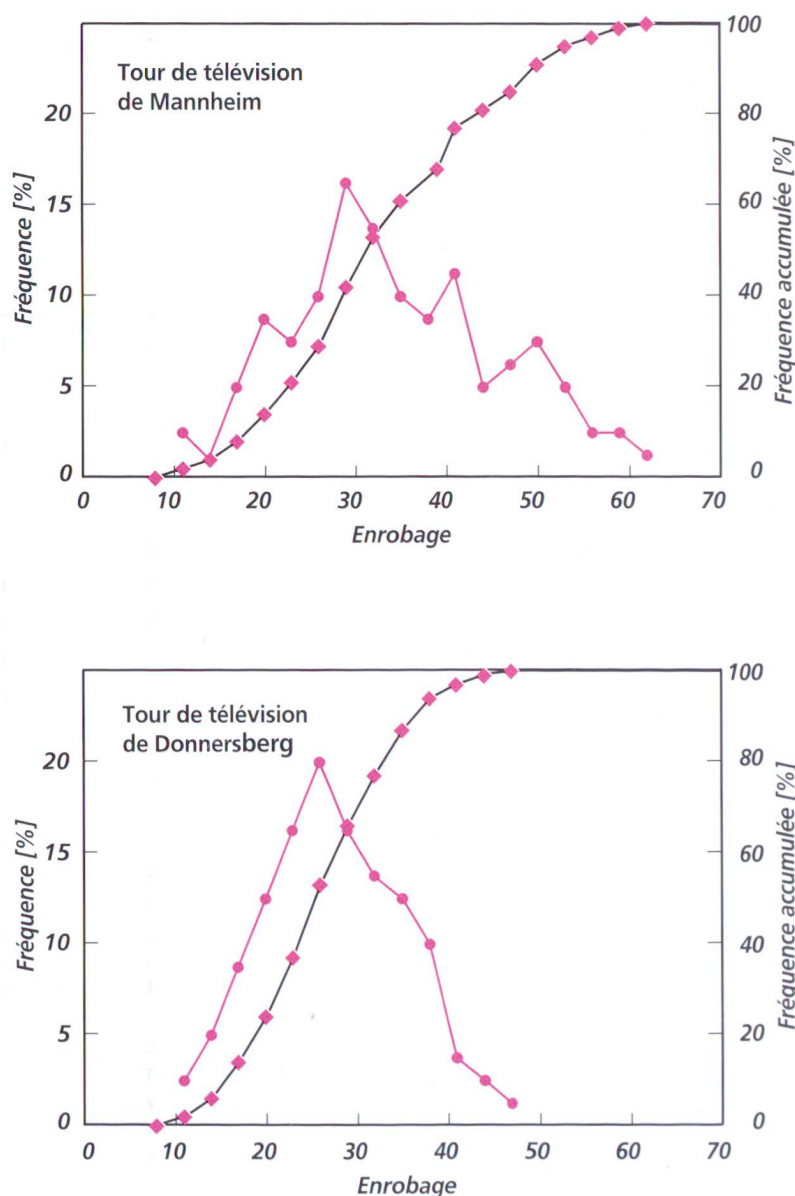 Tour de télévision
de Mannheim
Fréquence [%]
20
15
10
5
0
0 10 20 30 40 50 60 70
Enrobage
100
80
60
40
20
0
Fréquence accumulée [%]
Tour de télévision
de Donnersberg
Fréquence [%]
20
15
10
5
0
0 10 20 30 40 50 60 70
Enrobage
100
80
60
40
20
0
Fréquence accumulée [%]